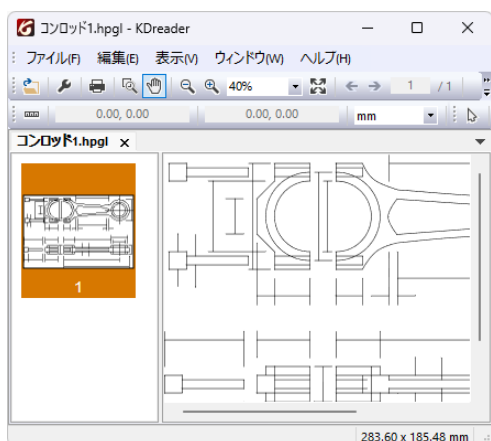 コンロッド1.hpgl - KDreader
ファイル(F) 編集(E) 表示(V) ウィンドウ(W) ヘルプ(H)
40% 1 / 1
0.00, 0.00 0.00, 0.00 mm
コンロッド1.hpgl x
1
283.60 x 185.48 mm